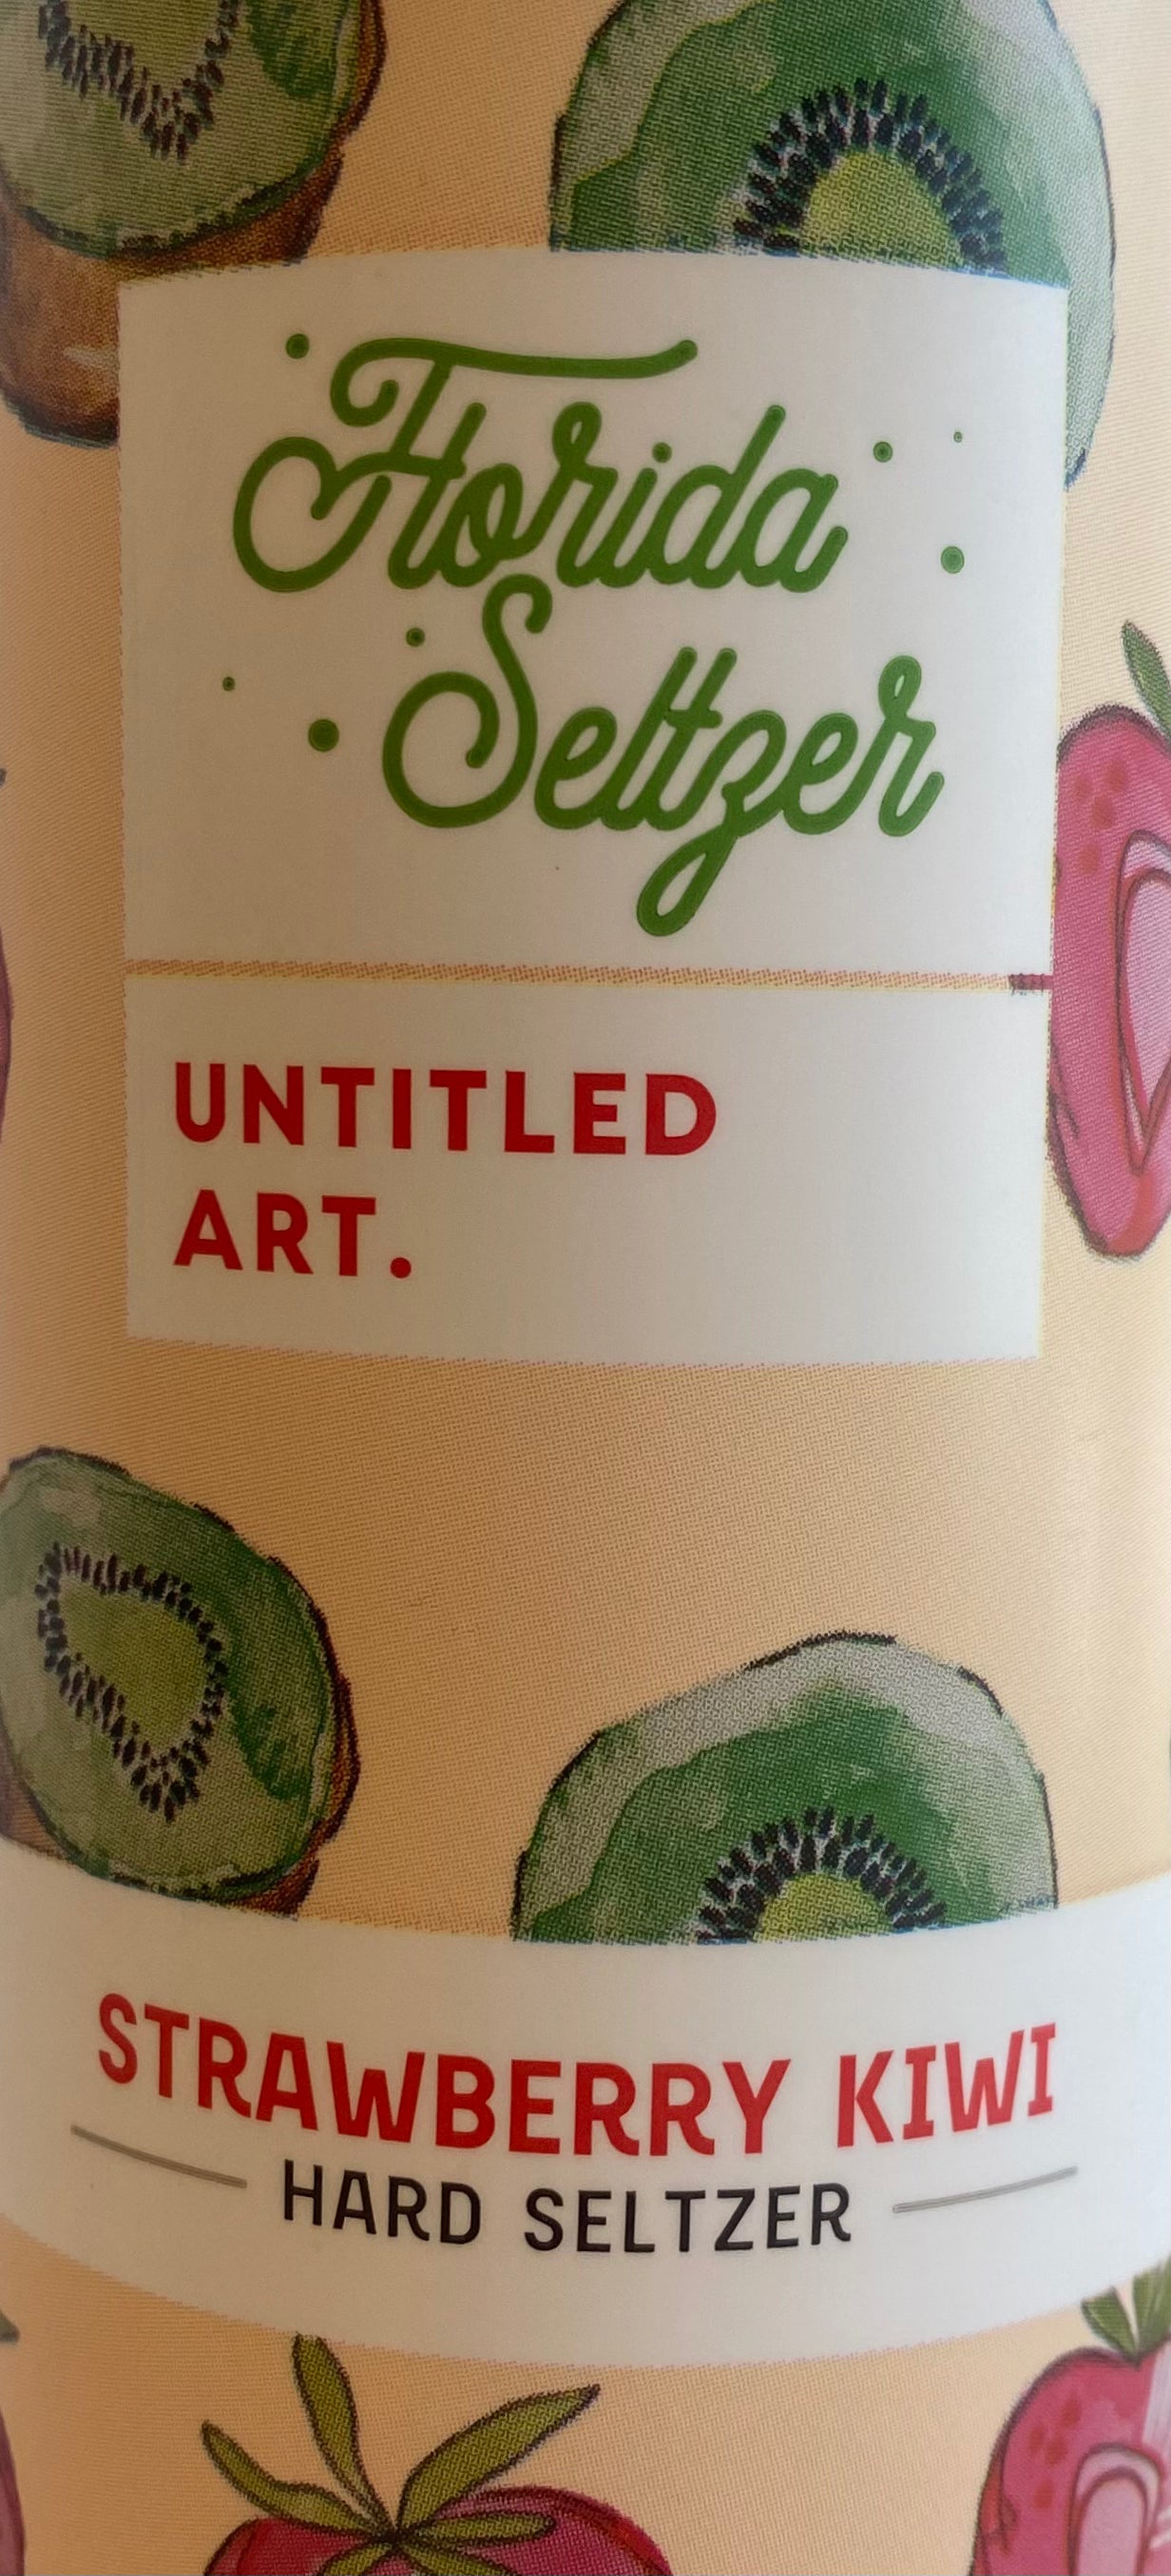 Florida
Seltzer
UNTITLED
ART.
STRAWBERRY KIWI
HARD SELTZER